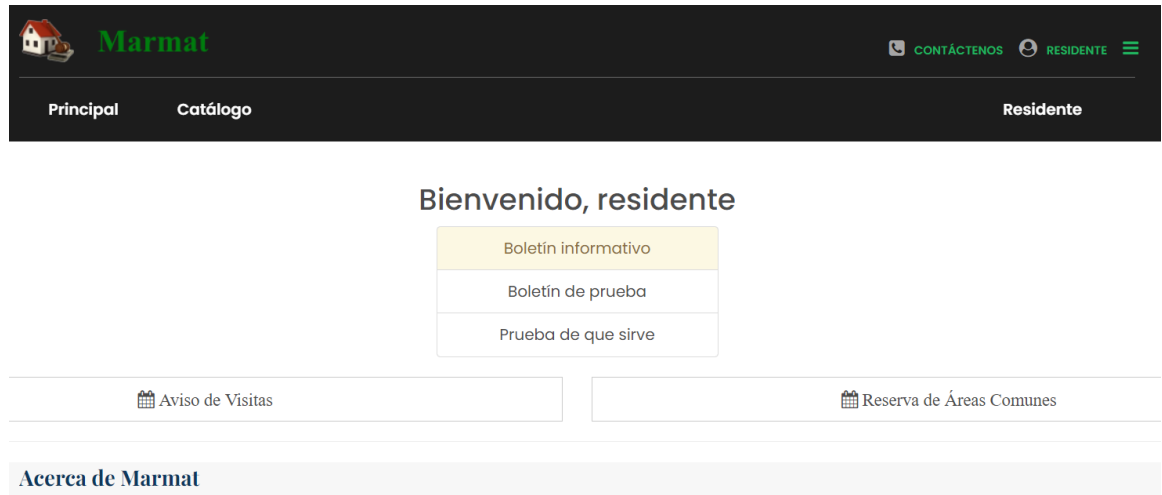 Marmat
CONTÁCTENOS RESIDENTE
Principal Catálogo Residente
Bienvenido, residente
Boletín informativo
Boletín de prueba
Prueba de que sirve
Aviso de Visitas Reserva de Áreas Comunes
Acerca de Marmat